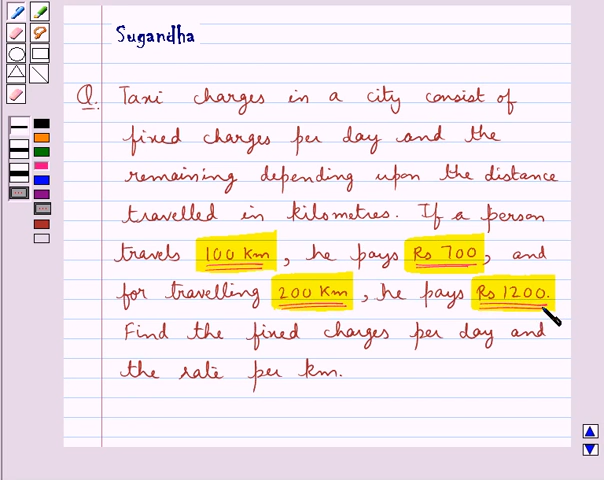 Sugandha
Q. Taxi charges in a city consist of
fixed charges per day and the
remaining depending upon the distance
travelled in kilometres. If a person
travels 100 Km, he pays Rs 700, and
for travelling 200 Km, he pays Rs 1200.
Find the fixed charges per day and
the rate per km.